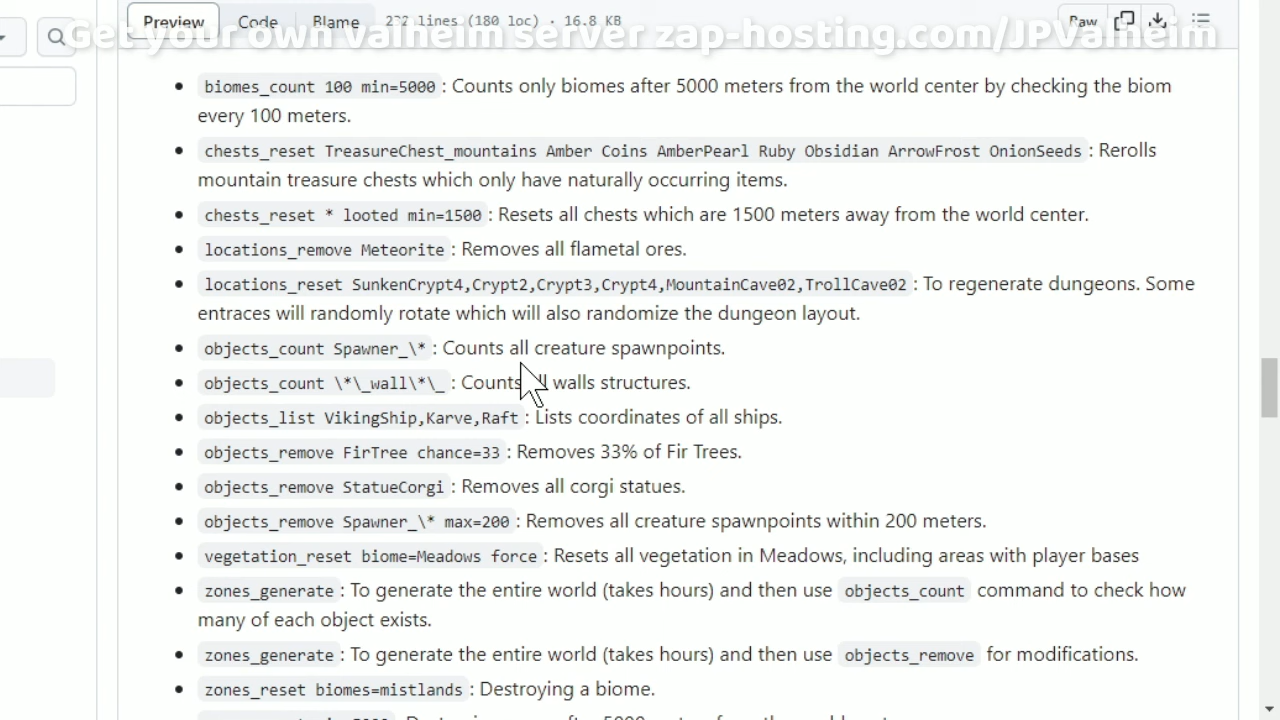 Preview Code Blame 232 lines (180 loc) · 16.8 KB Raw
Get your own valheim server zap-hosting.com/JPValheim
biomes_count 100 min=5000: Counts only biomes after 5000 meters from the world center by checking the biom
every 100 meters.
chests_reset TreasureChest_mountains Amber Coins AmberPearl Ruby Obsidian ArrowFrost OnionSeeds: Rerolls
mountain treasure chests which only have naturally occurring items.
chests_reset * looted min=1500: Resets all chests which are 1500 meters away from the world center.
locations_remove Meteorite: Removes all flametal ores.
locations_reset SunkenCrypt4,Crypt2,Crypt3,Crypt4,MountainCave02,TrollCave02: To regenerate dungeons. Some
entraces will randomly rotate which will also randomize the dungeon layout.
objects_count Spawner_\*: Counts all creature spawnpoints.
objects_count \*\_wall\*\_: Counts all walls structures.
objects_list VikingShip,Karve,Raft: Lists coordinates of all ships.
objects_remove FirTree chance=33: Removes 33% of Fir Trees.
objects_remove StatueCorgi: Removes all corgi statues.
objects_remove Spawner_\* max=200: Removes all creature spawnpoints within 200 meters.
vegetation_reset biome=Meadows force: Resets all vegetation in Meadows, including areas with player bases
zones_generate: To generate the entire world (takes hours) and then use objects_count command to check how
many of each object exists.
zones_generate: To generate the entire world (takes hours) and then use objects_remove for modifications.
zones_reset biomes=mistlands: Destroying a biome.